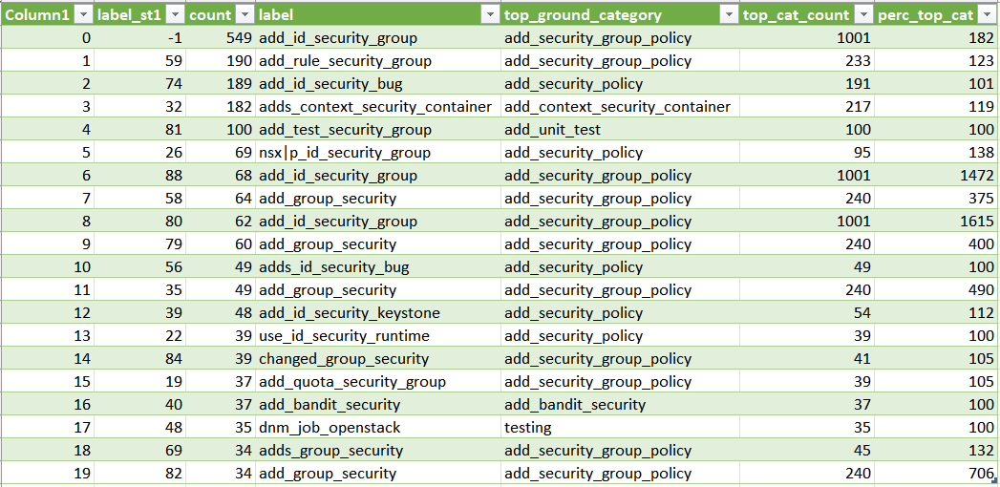 Column1 label_st1 count label top_ground_category top_cat_count perc_top_cat
0 -1 549 add_id_security_group add_security_group_policy 1001 182
1 59 190 add_rule_security_group add_security_group_policy 233 123
2 74 189 add_id_security_bug add_security_policy 191 101
3 32 182 adds_context_security_container add_context_security_container 217 119
4 81 100 add_test_security_group add_unit_test 100 100
5 26 69 nsx|p_id_security_group add_security_policy 95 138
6 88 68 add_id_security_group add_security_group_policy 1001 1472
7 58 64 add_group_security add_security_group_policy 240 375
8 80 62 add_id_security_group add_security_group_policy 1001 1615
9 79 60 add_group_security add_security_group_policy 240 400
10 56 49 adds_id_security_bug add_security_policy 49 100
11 35 49 add_group_security add_security_group_policy 240 490
12 39 48 add_id_security_keystone add_security_policy 54 112
13 22 39 use_id_security_runtime add_security_policy 39 100
14 84 39 changed_group_security add_security_group_policy 41 105
15 19 37 add_quota_security_group add_security_group_policy 39 105
16 40 37 add_bandit_security add_bandit_security 37 100
17 48 35 dnm_job_openstack testing 35 100
18 69 34 adds_group_security add_security_group_policy 45 132
19 82 34 add_group_security add_security_group_policy 240 706